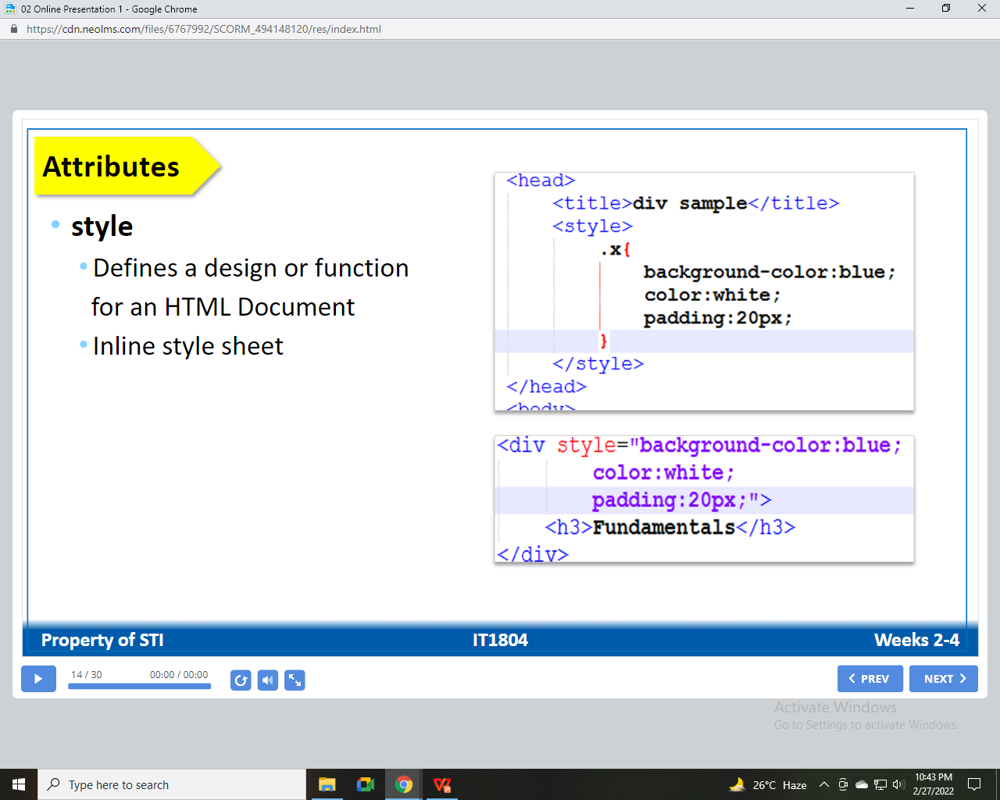 02 Online Presentation 1 - Google Chrome
https://cdn.neolms.com/files/6767992/SCORM_494148120/res/index.html
Attributes
style
Defines a design or function
for an HTML Document
Inline style sheet
<head>
<title>div sample</title>
<style>
.x{
background-color:blue;
color:white;
padding:20px;
}
</style>
</head>
<body>
<div style="background-color:blue;
color:white;
padding:20px;">
<h3>Fundamentals</h3>
</div>
Property of STI IT1804 Weeks 2-4
14 / 30 00:00 / 00:00 PREV NEXT
Activate Windows
Go to Settings to activate Windows.
Type here to search
26°C Haze
10:43 PM
2/27/2022